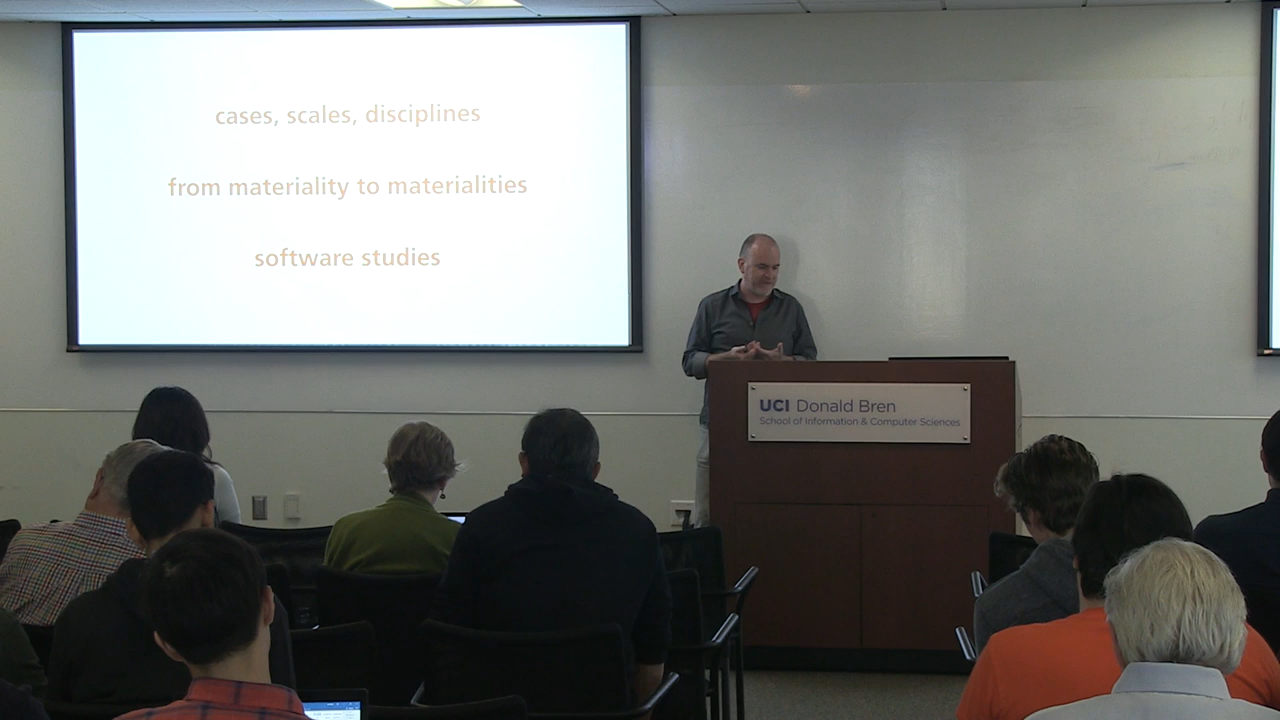 cases, scales, disciplines
from materiality to materialities
software studies
UCI Donald Bren
School of Information & Computer Sciences